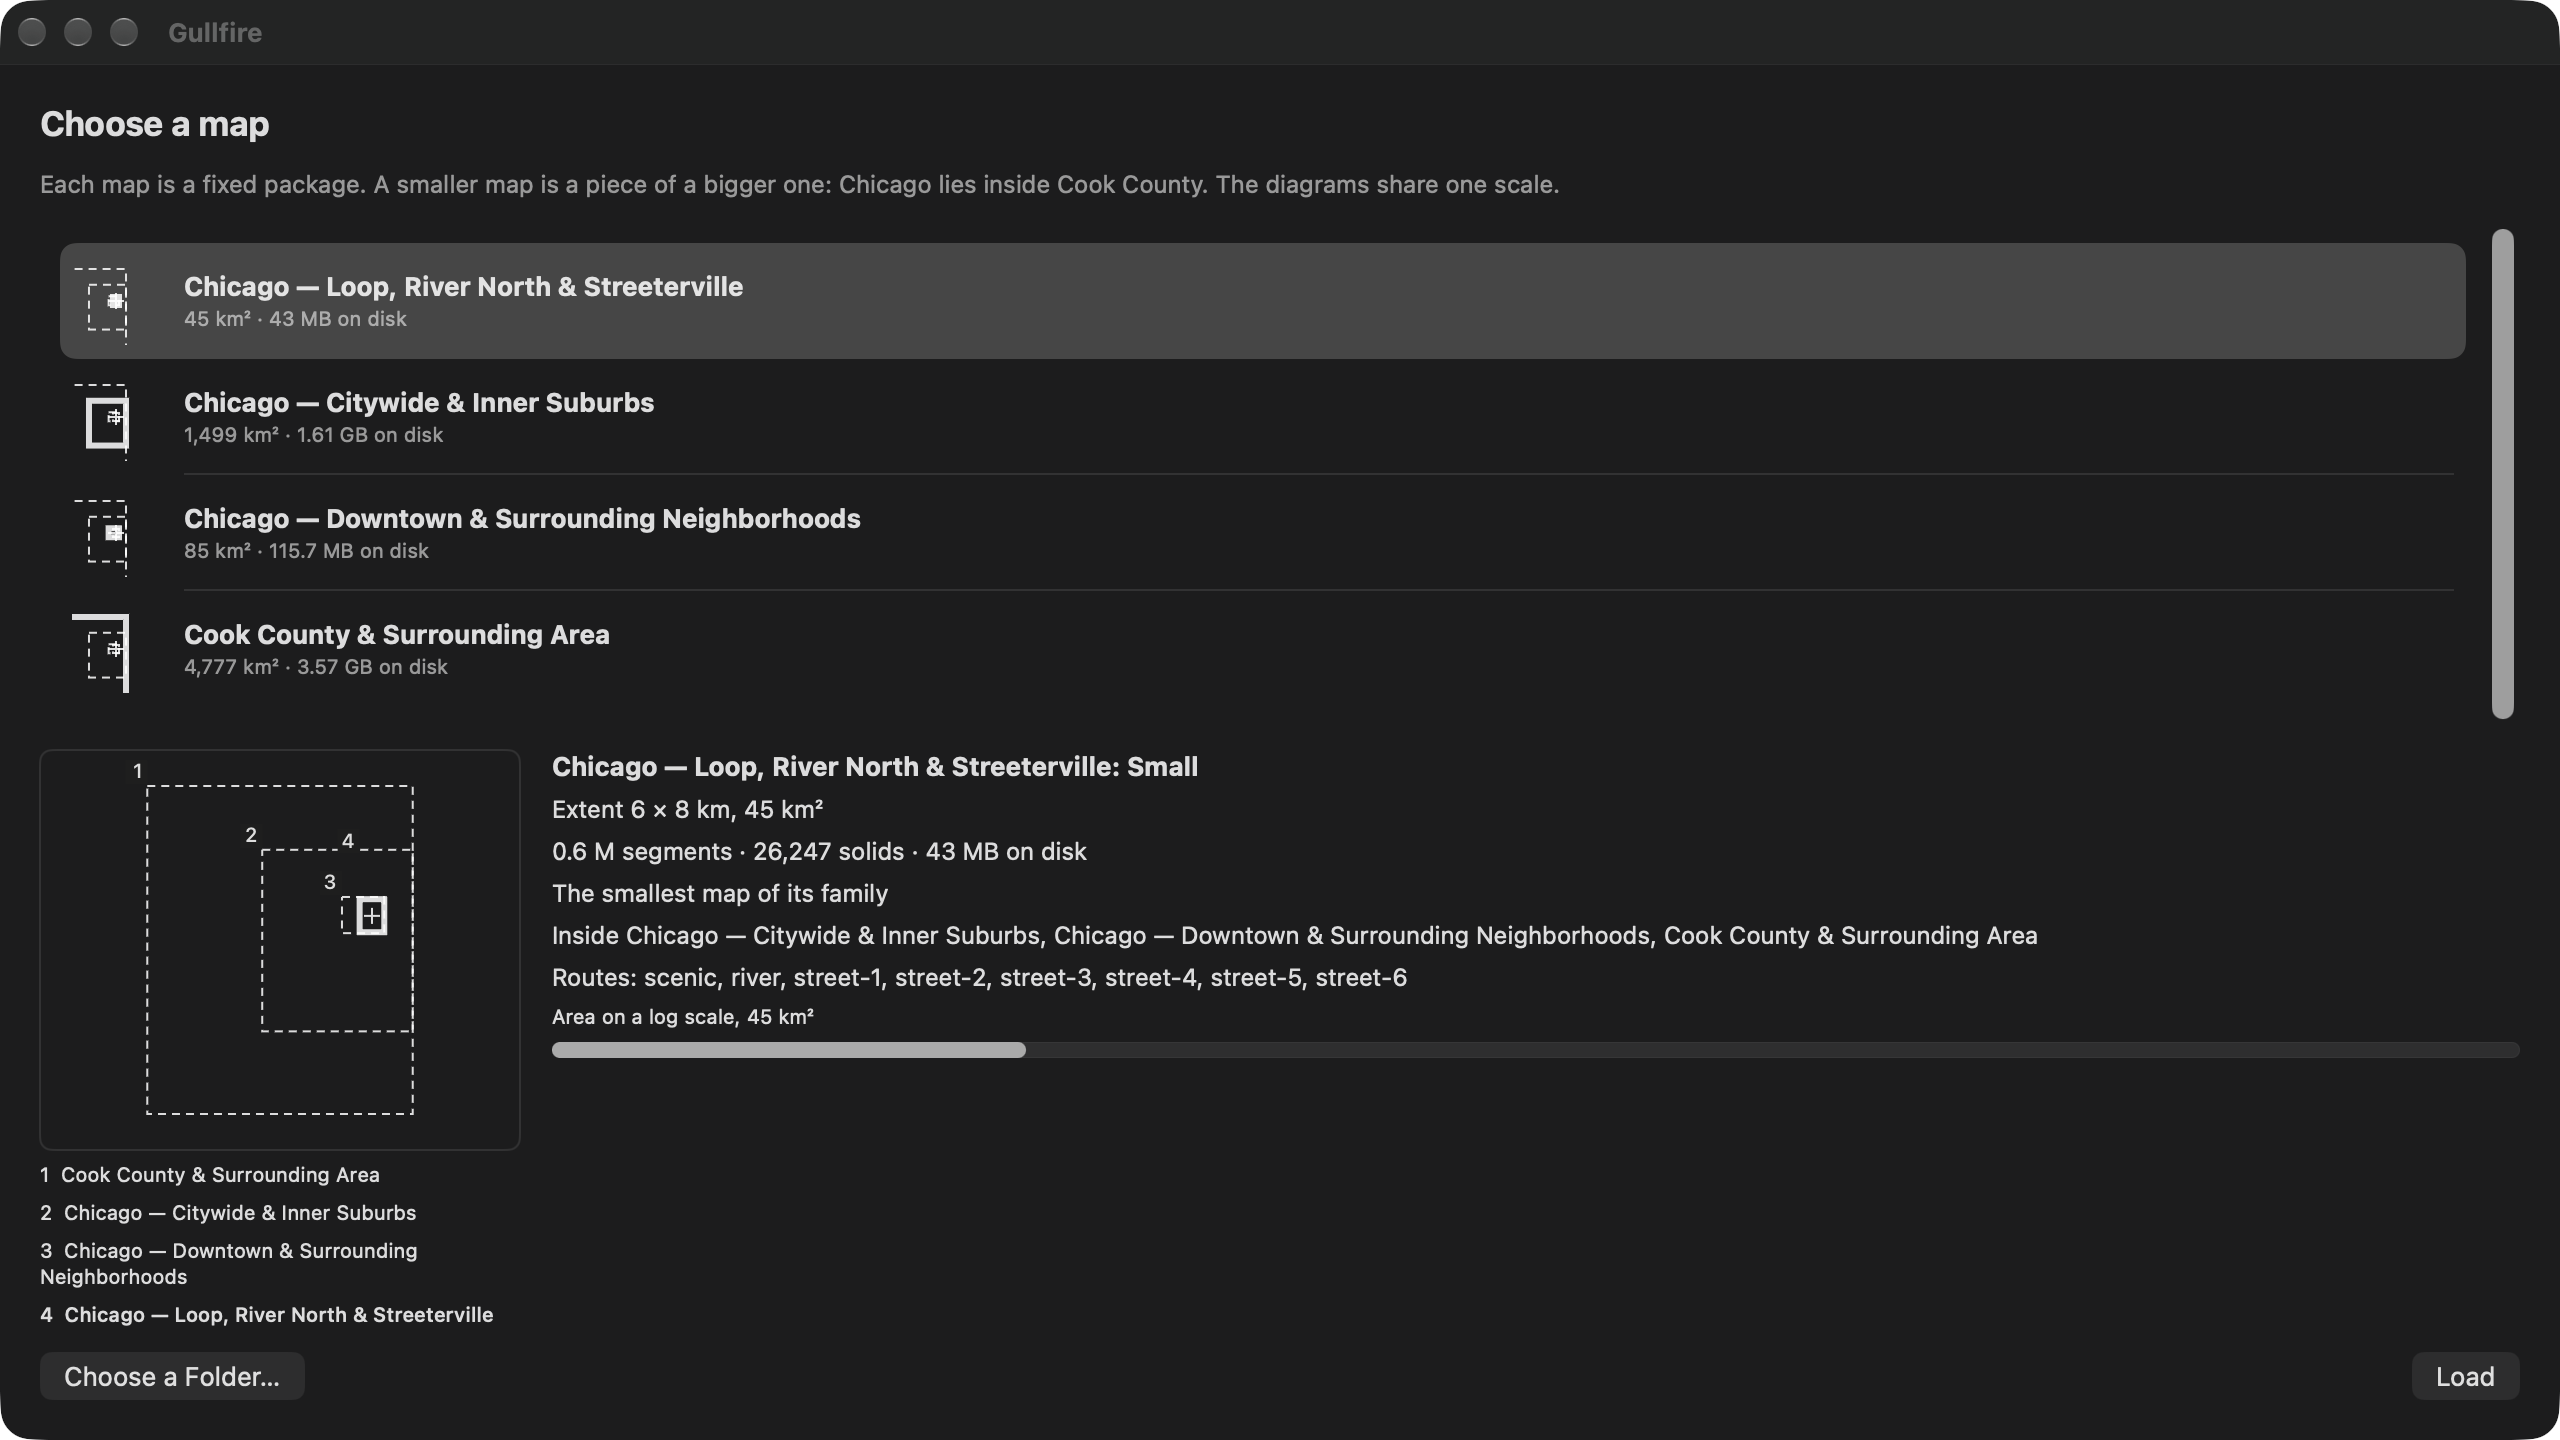 Gullfire
Choose a map
Each map is a fixed package. A smaller map is a piece of a bigger one: Chicago lies inside Cook County. The diagrams share one scale.
Chicago — Loop, River North & Streeterville
45 km² · 43 MB on disk
Chicago — Citywide & Inner Suburbs
1,499 km² · 1.61 GB on disk
Chicago — Downtown & Surrounding Neighborhoods
85 km² · 115.7 MB on disk
Cook County & Surrounding Area
4,777 km² · 3.57 GB on disk
1
2
4
3
Chicago — Loop, River North & Streeterville: Small
Extent 6 × 8 km, 45 km²
0.6 M segments · 26,247 solids · 43 MB on disk
The smallest map of its family
Inside Chicago — Citywide & Inner Suburbs, Chicago — Downtown & Surrounding Neighborhoods, Cook County & Surrounding Area
Routes: scenic, river, street-1, street-2, street-3, street-4, street-5, street-6
Area on a log scale, 45 km²
1 Cook County & Surrounding Area
2 Chicago — Citywide & Inner Suburbs
3 Chicago — Downtown & Surrounding
Neighborhoods
4 Chicago — Loop, River North & Streeterville
Choose a Folder...
Load